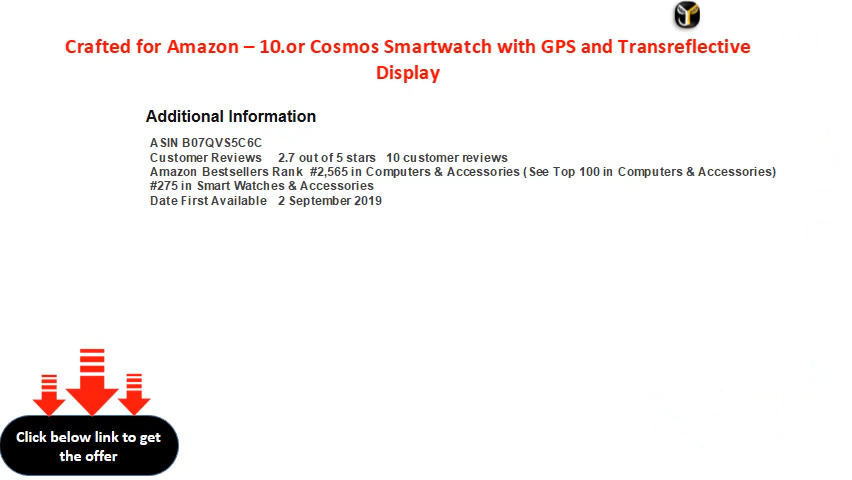 Crafted for Amazon – 10.or Cosmos Smartwatch with GPS and Transreflective
Display
Additional Information
ASIN B07QVS5C6C
Customer Reviews 2.7 out of 5 stars 10 customer reviews
Amazon Bestsellers Rank #2,565 in Computers & Accessories (See Top 100 in Computers & Accessories)
#275 in Smart Watches & Accessories
Date First Available 2 September 2019
Click below link to get
the offer